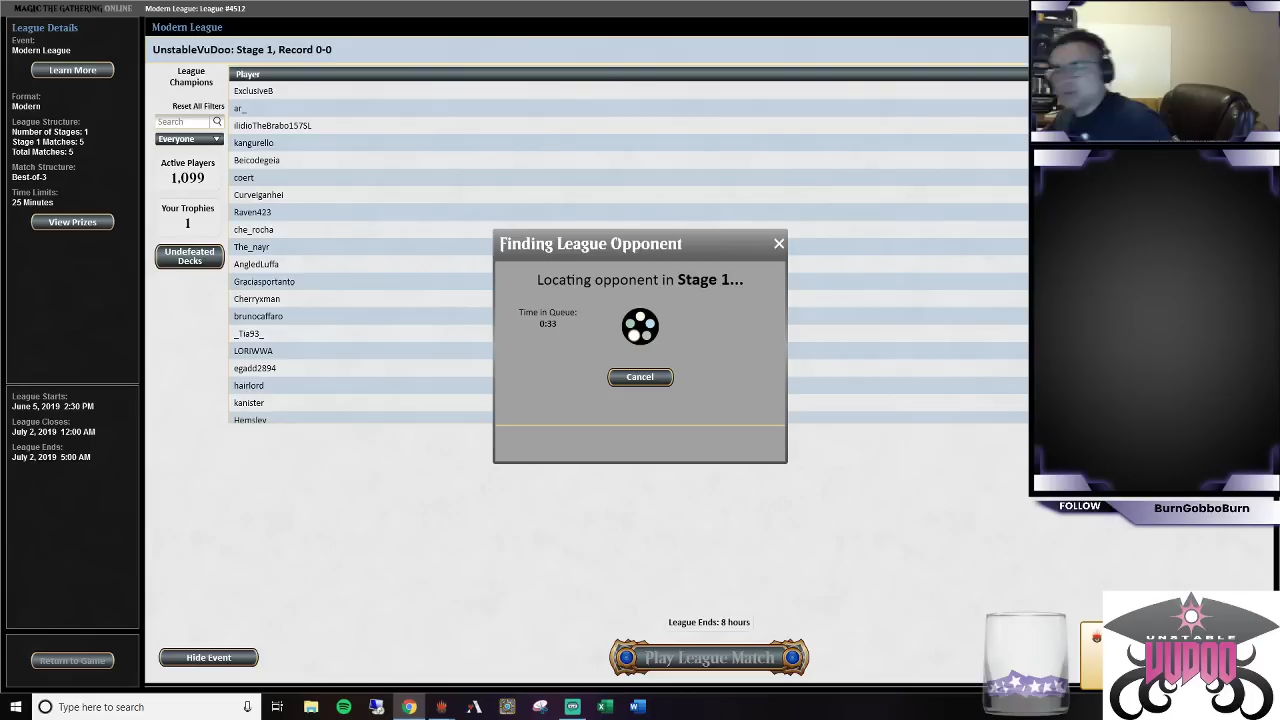 MAGIC THE GATHERING ONLINE
Modern League: League #4512
League Details
Event:
Modern League
Learn More
Format:
Modern
League Structure:
Number of Stages: 1
Stage 1 Matches: 5
Total Matches: 5
Match Structure:
Best-of-3
Time Limits:
25 Minutes
View Prizes
League Starts:
June 5, 2019 2:30 PM
League Closes:
July 2, 2019 12:00 AM
League Ends:
July 2, 2019 5:00 AM
Return to Game
Modern League
UnstableVuDoo: Stage 1, Record 0-0
League
Champions
Reset All Filters
Search
Everyone
Active Players
1,099
Your Trophies
1
Undefeated
Decks
Player
ExclusiveB
ar_
ilidioTheBrabo157SL
kangurello
Beicodegeia
coert
Curvelganhei
Raven423
che_rocha
The_nayr
AngledLuffa
Graciasportanto
Cherryxman
brunocaffaro
_Tia93_
LORIWWA
egadd2894
hairlord
kanister
Hemsley
Finding League Opponent
Locating opponent in Stage 1...
Time in Queue:
0:33
Cancel
League Ends: 8 hours
Hide Event
Play League Match
FOLLOW
BurnGobboBurn
UNSTABLE
VUDOO
Type here to search